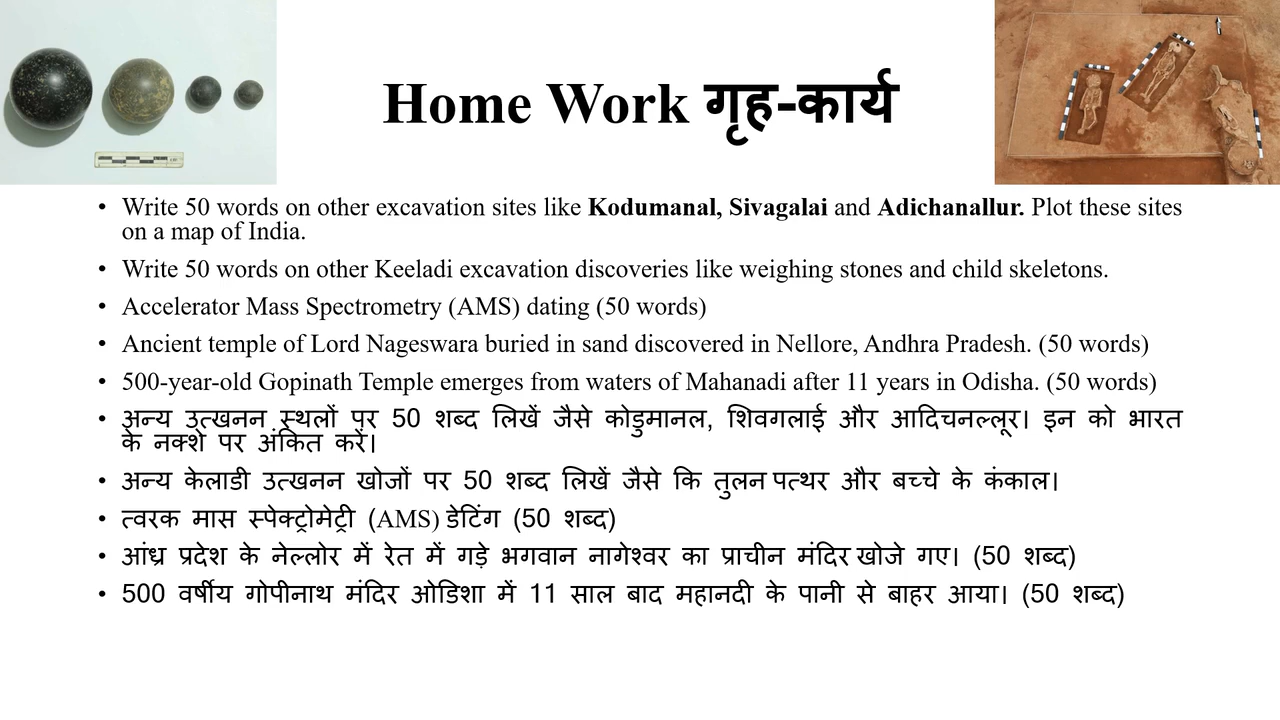 Home Work गृह-कार्य
• Write 50 words on other excavation sites like Kodumanal, Sivagalai and Adichanallur. Plot these sites
on a map of India.
• Write 50 words on other Keeladi excavation discoveries like weighing stones and child skeletons.
• Accelerator Mass Spectrometry (AMS) dating (50 words)
• Ancient temple of Lord Nageswara buried in sand discovered in Nellore, Andhra Pradesh. (50 words)
• 500-year-old Gopinath Temple emerges from waters of Mahanadi after 11 years in Odisha. (50 words)
• अन्य उत्खनन स्थलों पर 50 शब्द लिखें जैसे कोडुमानल, शिवगलाई और आदिचनल्लूर। इन को भारत
के नक्शे पर अंकित करें।
• अन्य केलाडी उत्खनन खोजों पर 50 शब्द लिखें जैसे कि तुलन पत्थर और बच्चे के कंकाल।
• त्वरक मास स्पेक्ट्रोमेट्री (AMS) डेटिंग (50 शब्द)
• आंध्र प्रदेश के नेल्लोर में रेत में गड़े भगवान नागेश्वर का प्राचीन मंदिर खोजे गए। (50 शब्द)
• 500 वर्षीय गोपीनाथ मंदिर ओडिशा में 11 साल बाद महानदी के पानी से बाहर आया। (50 शब्द)